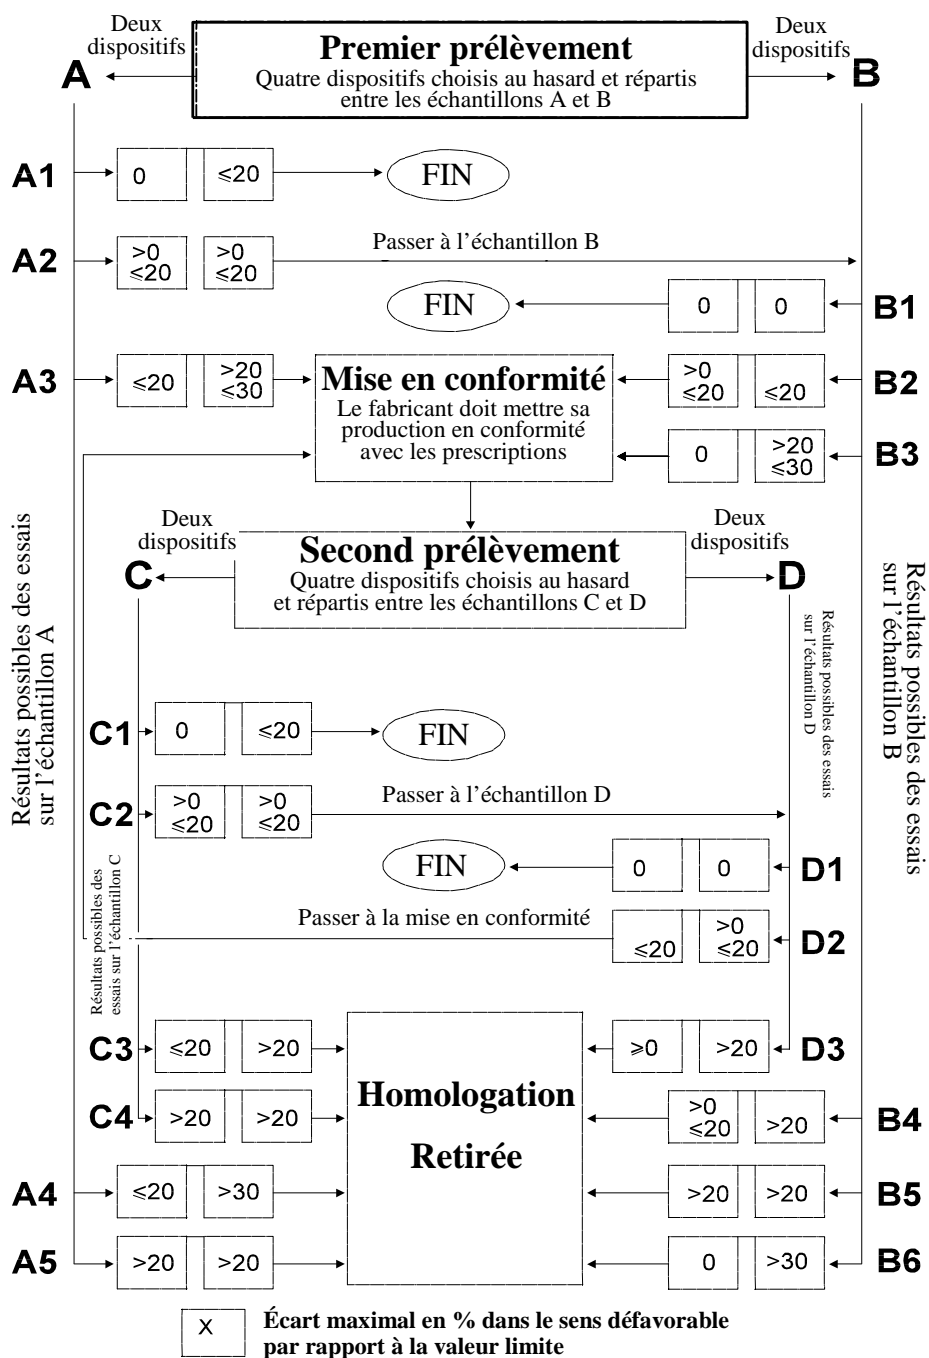 Deux
dispositifs
Premier prélèvement
Quatre dispositifs choisis au hasard et répartis
entre les échantillons A et B
Deux
dispositifs
A
B
A1
0
≤20
FIN
A2
>0
≤20
>0
≤20
Passer à l'échantillon B
FIN
0
0
B1
A3
≤20
>20
≤30
Mise en conformité
Le fabricant doit mettre sa
production en conformité
avec les prescriptions
>0
≤20
≤20
B2
0
>20
≤30
B3
Résultats possibles des essais
sur l'échantillon A
Deux
dispositifs
Second prélèvement
Quatre dispositifs choisis au hasard
et répartis entre les échantillons C et D
Deux
dispositifs
C
D
Résultats possibles des essais
sur l'échantillon D
Résultats possibles des essais
sur l'échantillon B
C1
0
≤20
FIN
C2
>0
≤20
>0
≤20
Passer à l'échantillon D
FIN
0
0
D1
Résultats possibles des
essais sur l'échantillon C
Passer à la mise en conformité
≤20
>0
≤20
D2
C3
≤20
>20
Homologation
Retirée
≥0
>20
D3
C4
>20
>20
>0
≤20
>20
B4
A4
≤20
>30
>20
>20
B5
A5
>20
>20
0
>30
B6
X
Écart maximal en % dans le sens défavorable
par rapport à la valeur limite